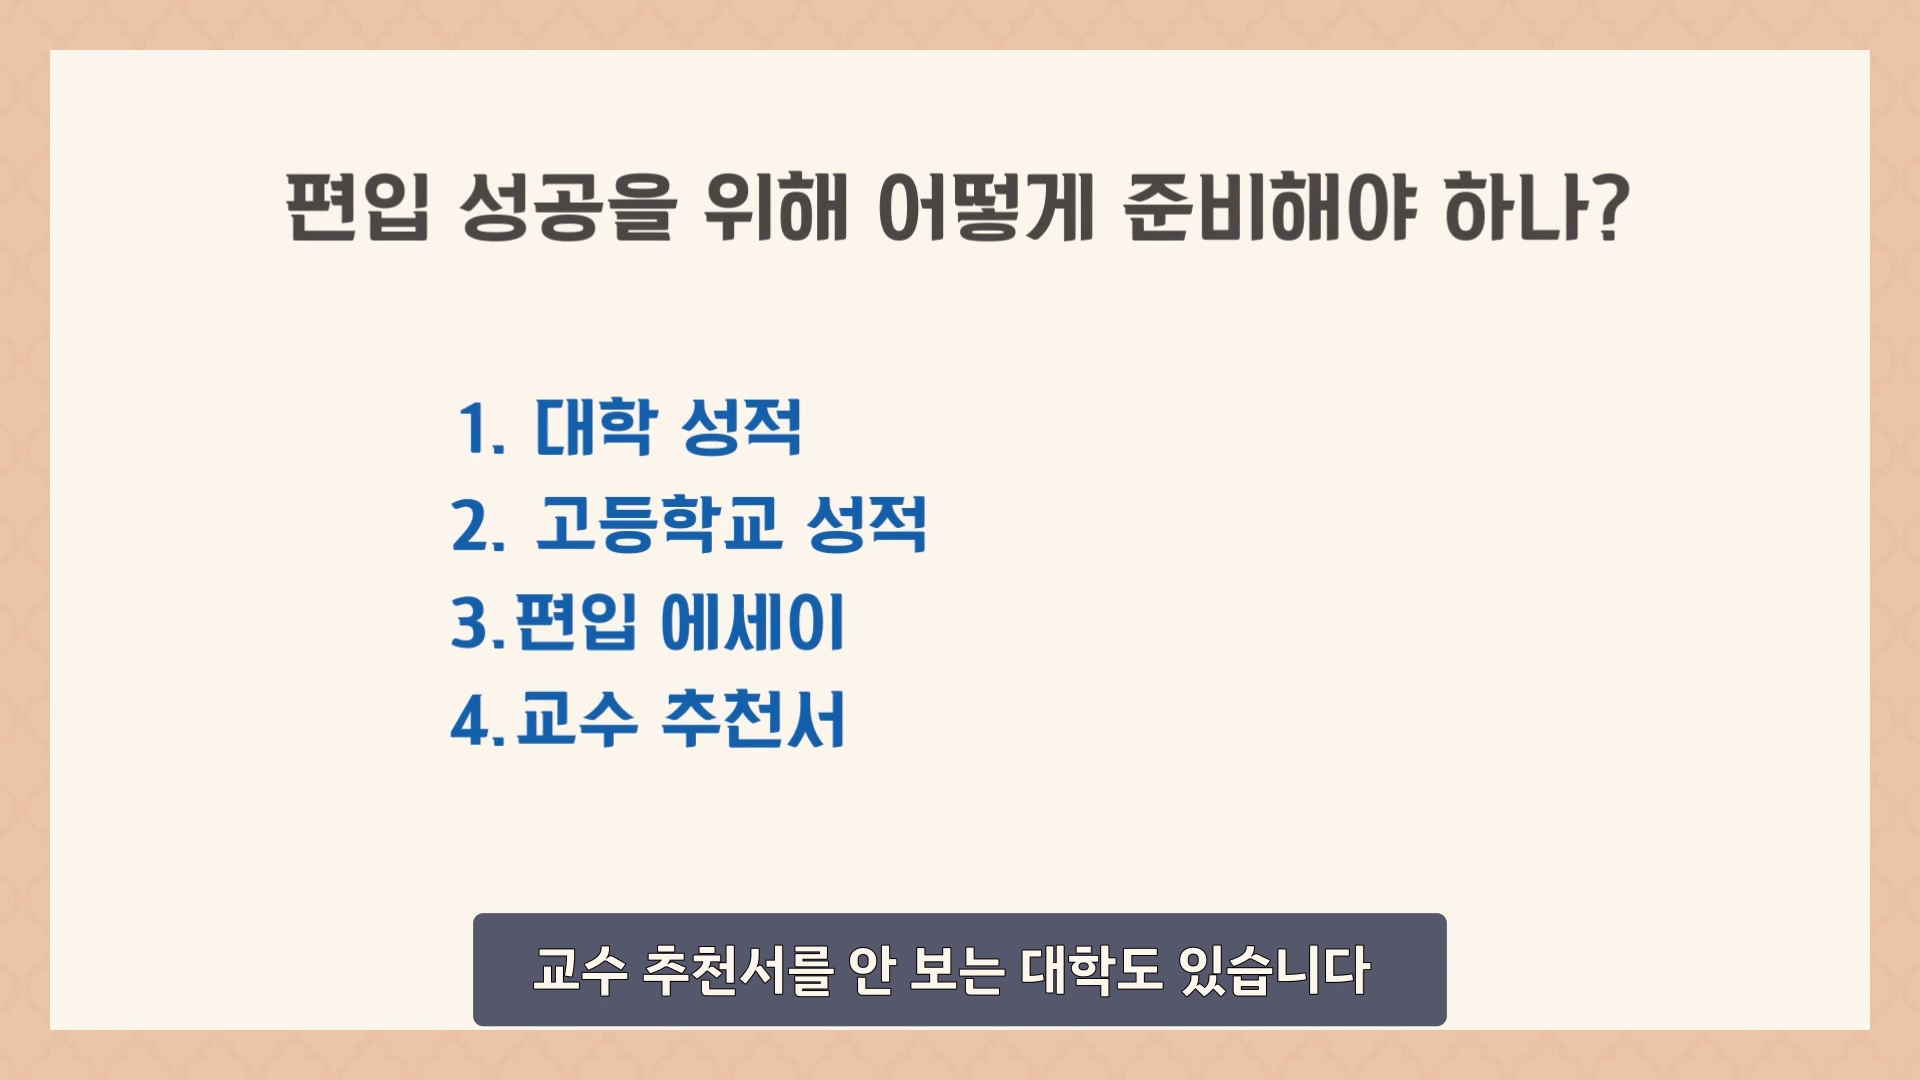 편입 성공을 위해 어떻게 준비해야 하나?
1. 대학 성적
2. 고등학교 성적
3. 편입 에세이
4. 교수 추천서
교수 추천서를 안 보는 대학도 있습니다